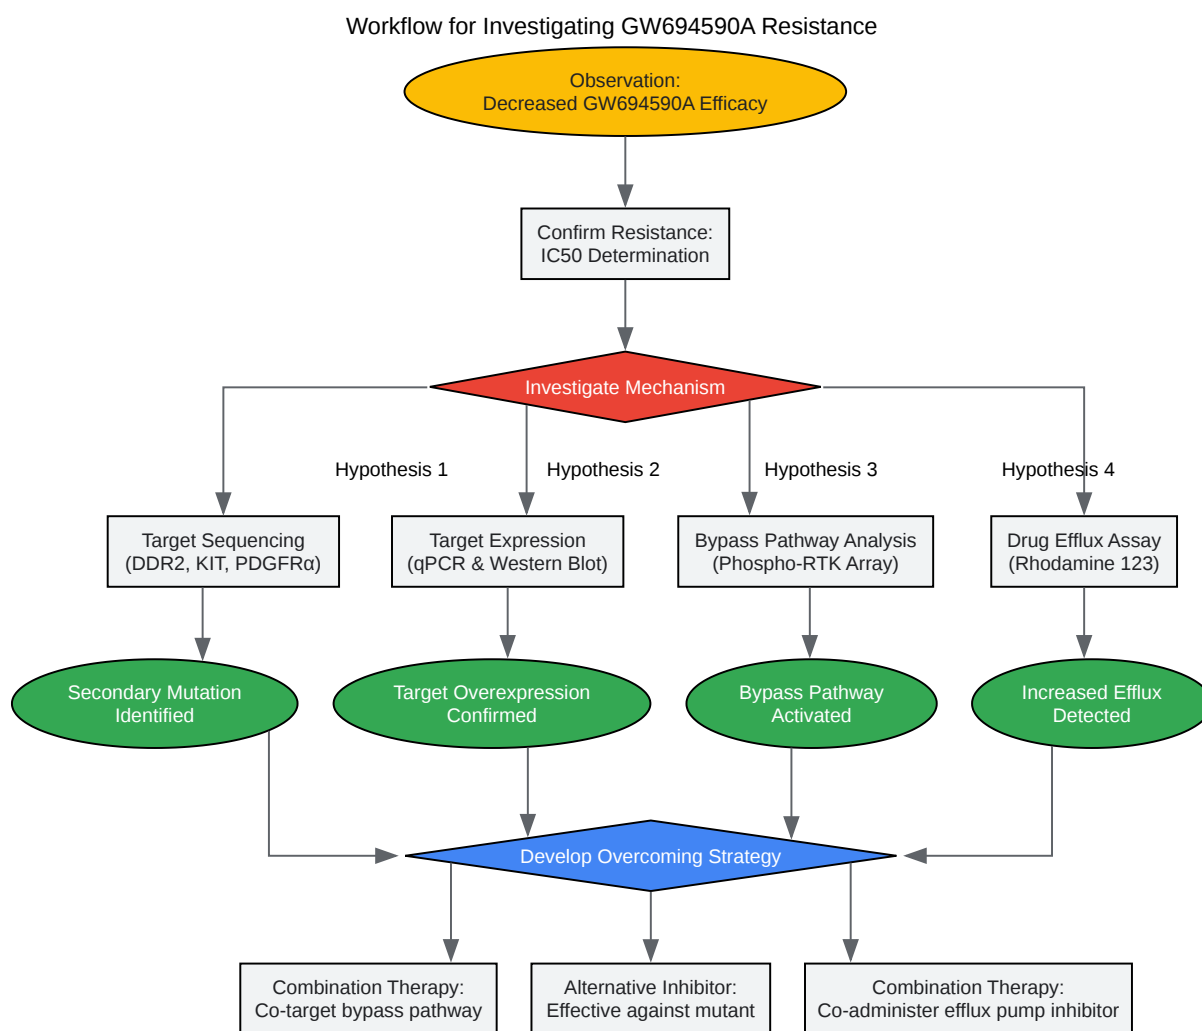 Workflow for Investigating GW694590A Resistance
Observation:
Decreased GW694590A Efficacy
Confirm Resistance:
IC50 Determination
Investigate Mechanism
Hypothesis 1
Hypothesis 2
Hypothesis 3
Hypothesis 4
Target Sequencing
(DDR2, KIT, PDGFRα)
Target Expression
(qPCR & Western Blot)
Bypass Pathway Analysis
(Phospho-RTK Array)
Drug Efflux Assay
(Rhodamine 123)
Secondary Mutation
Identified
Target Overexpression
Confirmed
Bypass Pathway
Activated
Increased Efflux
Detected
Develop Overcoming Strategy
Combination Therapy:
Co-target bypass pathway
Alternative Inhibitor:
Effective against mutant
Combination Therapy:
Co-administer efflux pump inhibitor